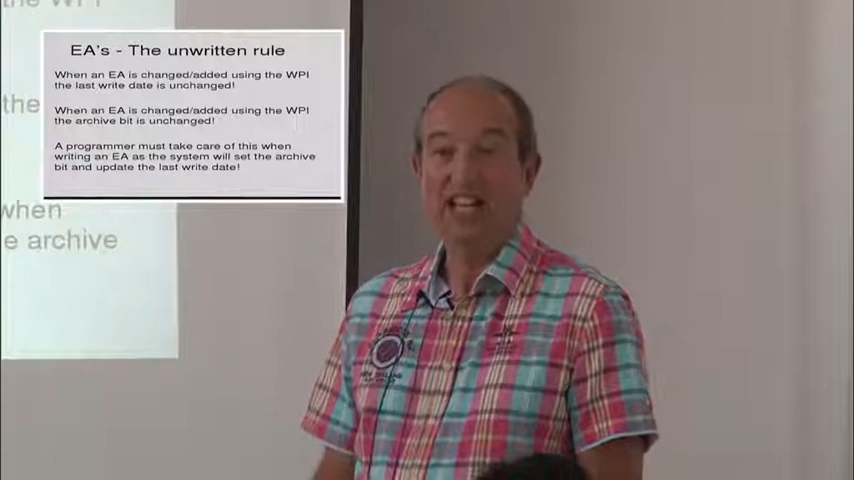 the WPI
EA's - The unwritten rule
When an EA is changed/added using the WPI
the last write date is unchanged!
When an EA is changed/added using the WPI
the archive bit is unchanged!
A programmer must take care of this when
writing an EA as the system will set the archive
bit and update the last write date!
the
when
e archive